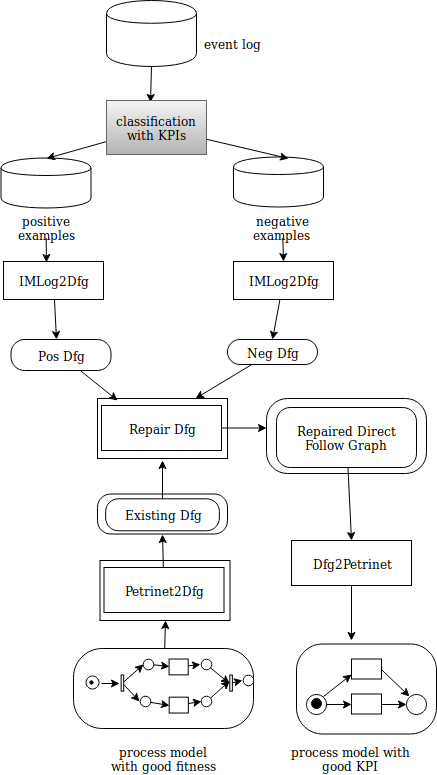 event log
classification
with KPIs
positive
examples
negative
examples
IMLog2Dfg
IMLog2Dfg
Pos Dfg
Neg Dfg
Repair Dfg
Repaired Direct
Follow Graph
Existing Dfg
Dfg2Petrinet
Petrinet2Dfg
process model
with good fitness
process model with
good KPI